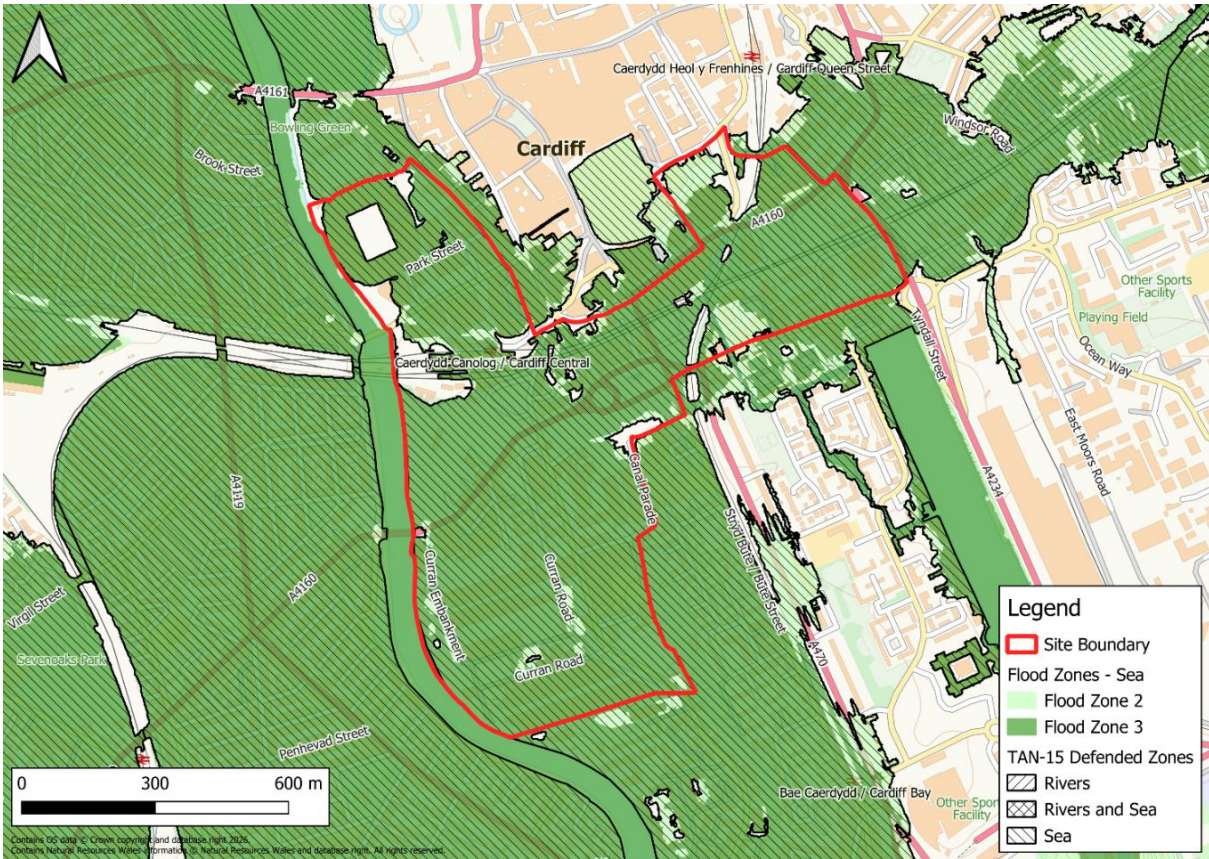 Caerdydd Heol y Frenhines / Cardiff Queen Street
A4161
Bowling Green
Windsor Road
Cardiff
Brook Street
A4160
Park Street
Other Sports
Facility
Playing Field
Tyndall Street
Ocean Way
Caerdydd Canolog / Cardiff Central
East Moors Road
Canal Parade
A4119
A4234
Stryd Bute / Bute Street
Curran Embankment
Curran Road
A4160
Virgil Street
Sevenoaks Park
Curran Road
A470
Penhevad Street
Bae Caerdydd / Cardiff Bay
Other Spor
Facility
Legend
Site Boundary
Flood Zones - Sea
Flood Zone 2
Flood Zone 3
TAN-15 Defended Zones
Rivers
Rivers and Sea
Sea
0 300 600 m
Contains OS data © Crown copyright and database right 2026.
Contains Natural Resources Wales information © Natural Resources Wales and database right. All rights reserved.